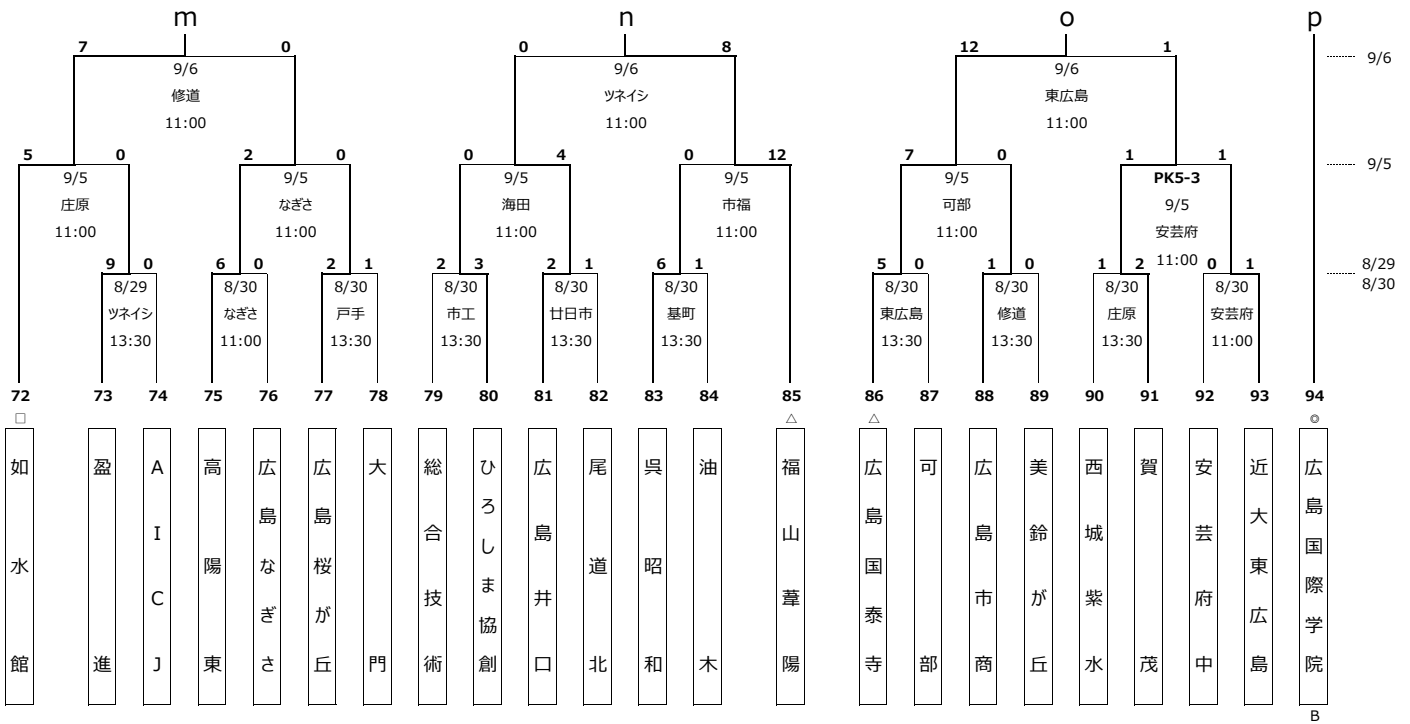 m n o p
7 0 0 8 12 1
9/6 9/6 9/6 9/6
修道 ツネイシ 東広島
11:00 11:00 11:00
5 0 2 0 0 4 0 12 7 0 1 1
9/5 9/5 9/5 9/5 9/5 PK5-3 9/5
庄原 なぎさ 海田 市福 可部 9/5
11:00 11:00 11:00 11:00 11:00 安芸府
11:00
9 0 6 0 2 1 2 3 2 1 6 1 5 0 1 0 1 2 0 1 8/29
8/29 8/30 8/30 8/30 8/30 8/30 8/30 8/30 8/30 8/30 8/30
ツネイシ なぎさ 戸手 市工 廿日市 基町 東広島 修道 庄原 安芸府
13:30 11:00 13:30 13:30 13:30 13:30 13:30 13:30 13:30 11:00
72 73 74 75 76 77 78 79 80 81 82 83 84 85 86 87 88 89 90 91 92 93 94
□ △ △ ◎
如水館
盈進
AICJ
高陽東
広島なぎさ
広島桜が丘
大門
総合技術
ひろしま協創
広島井口
尾道北
呉昭和
油木
福山葦陽
広島国泰寺
可部
広島市商
美鈴が丘
西城紫水
賀茂
安芸府中
近大東広島
広島国際学院
B